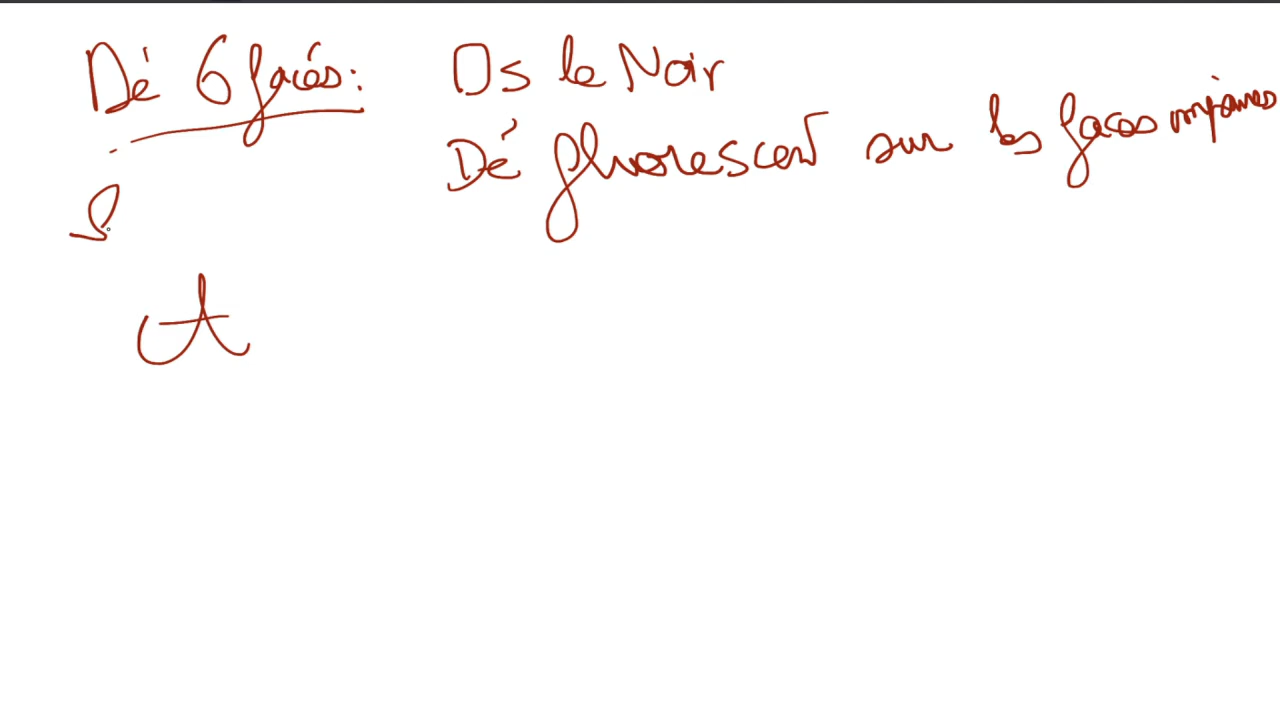 Dé 6 faces: Ds le Noir
Dé fluorescent sur les faces impaires
A